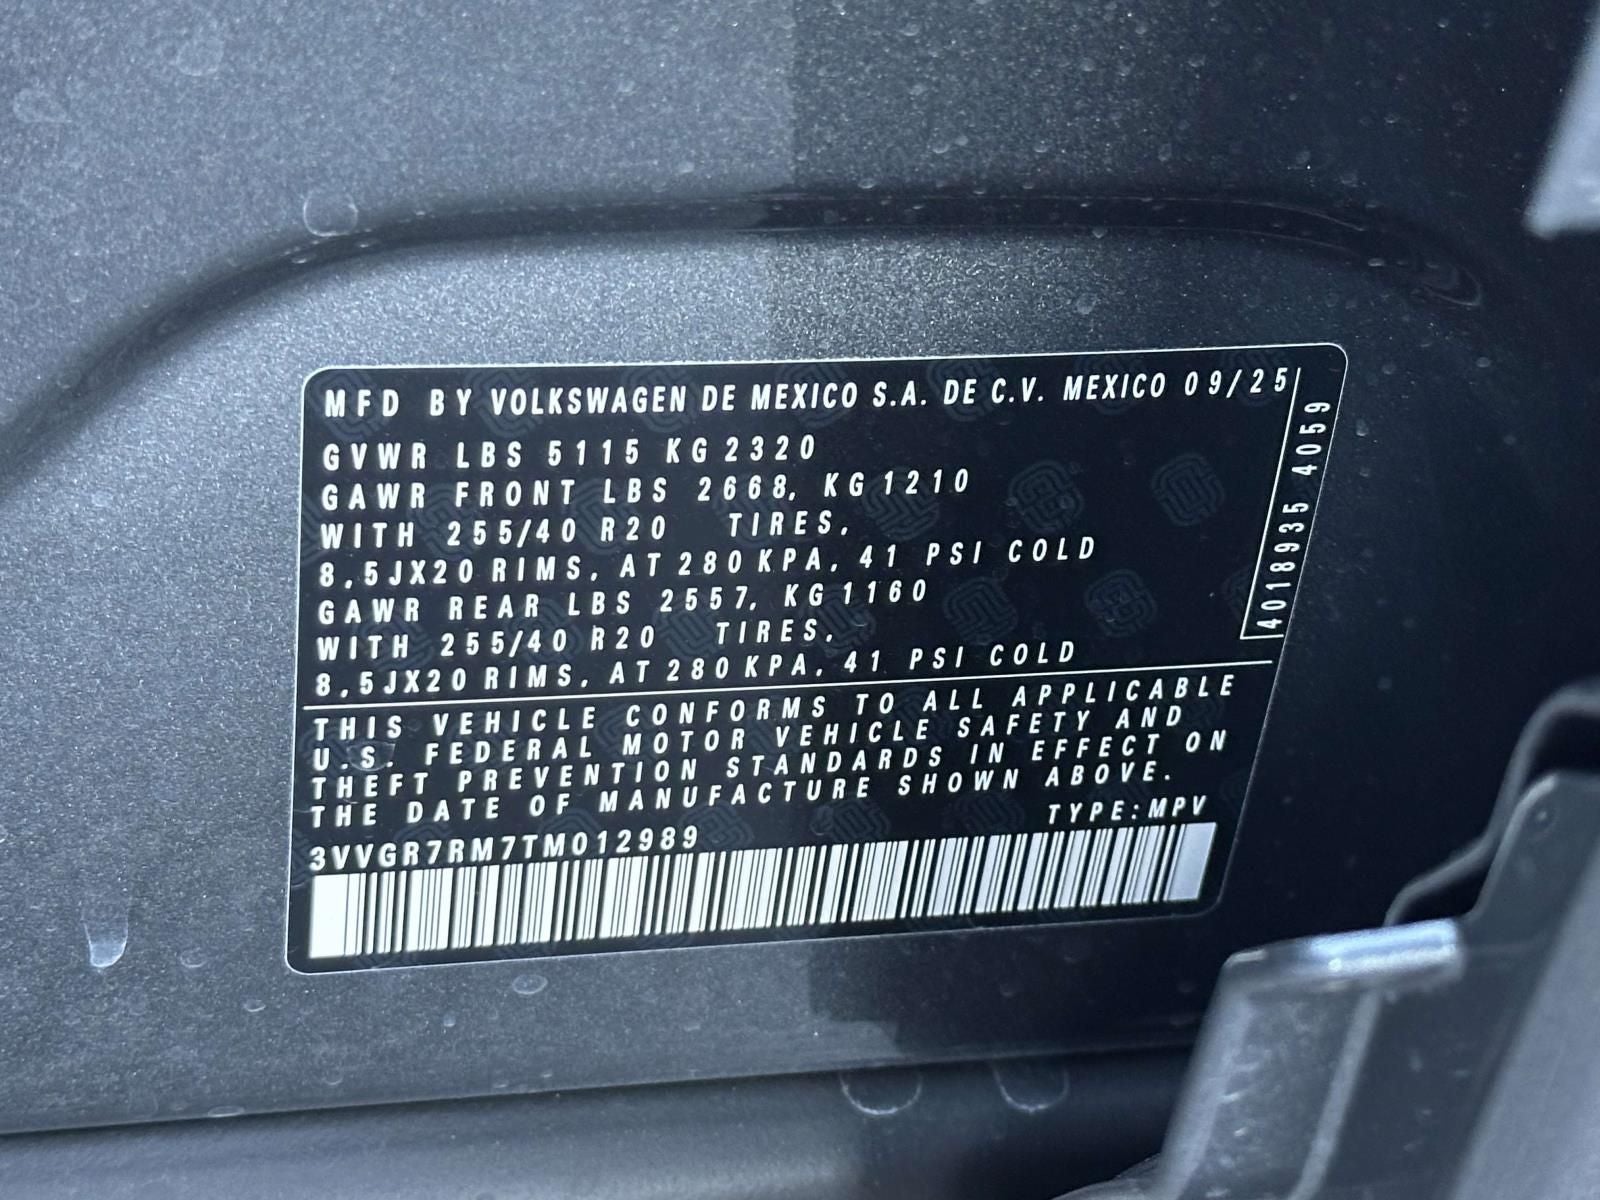 MFD BY VOLKSWAGEN DE MEXICO S.A. DE C.V. MEXICO 09/25
GVWR LBS 5115 KG 2320
GAWR FRONT LBS 2668, KG 1210
WITH 255/40 R20 TIRES,
8,5JX20 RIMS, AT 280 KPA, 41 PSI COLD
GAWR REAR LBS 2557, KG 1160
WITH 255/40 R20 TIRES,
8,5JX20 RIMS, AT 280 KPA, 41 PSI COLD
4018935 4059
THIS VEHICLE CONFORMS TO ALL APPLICABLE
U.S. FEDERAL MOTOR VEHICLE SAFETY AND
THEFT PREVENTION STANDARDS IN EFFECT ON
THE DATE OF MANUFACTURE SHOWN ABOVE.
TYPE: MPV
3VVGR7RM7TM012989